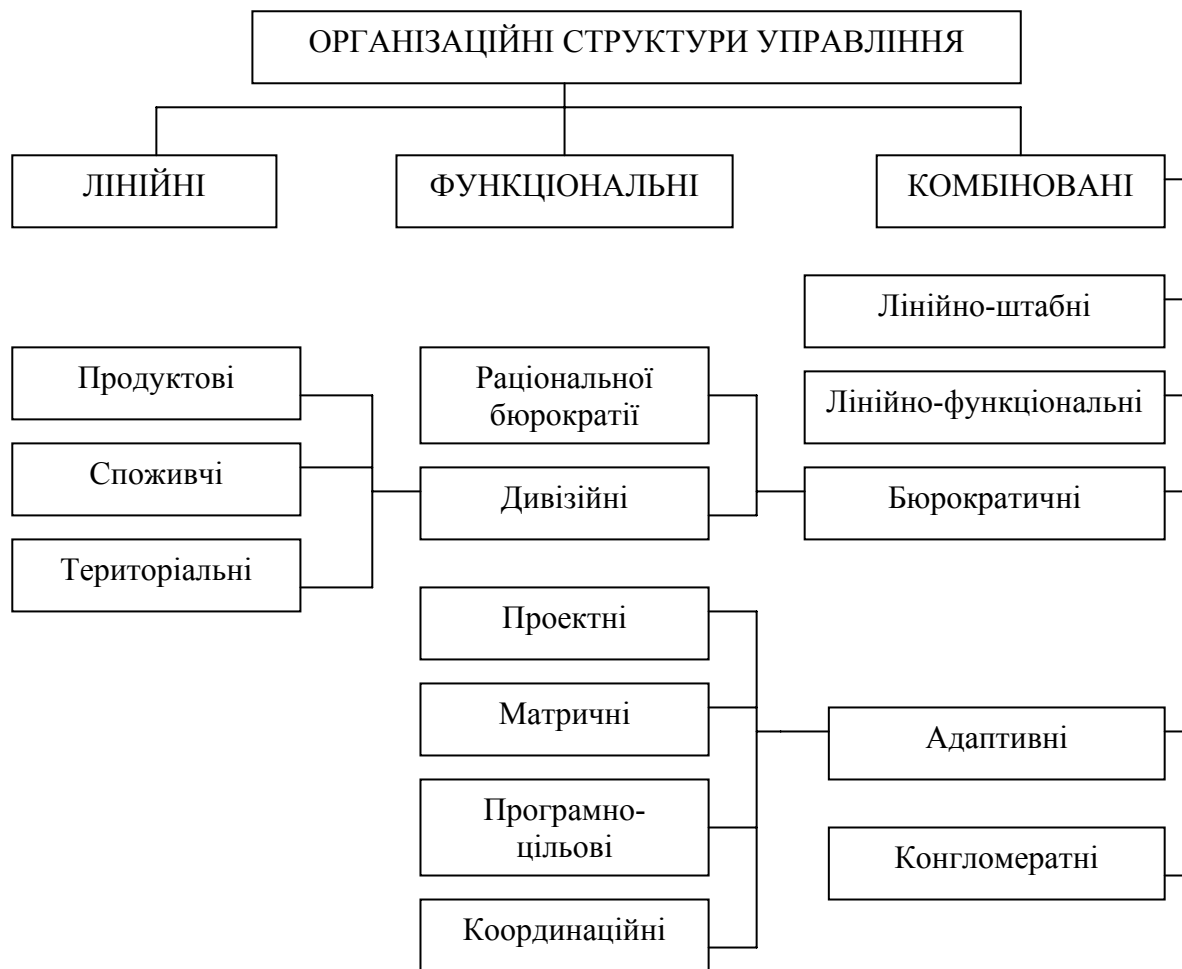 ОРГАНІЗАЦІЙНІ СТРУКТУРИ УПРАВЛІННЯ
ЛІНІЙНІ
ФУНКЦІОНАЛЬНІ
КОМБІНОВАНІ
Лінійно-штабні
Продуктові
Раціональної
бюрократії
Лінійно-функціональні
Споживчі
Дивізійні
Бюрократичні
Територіальні
Проектні
Матричні
Адаптивні
Програмно-
цільові
Конгломератні
Координаційні